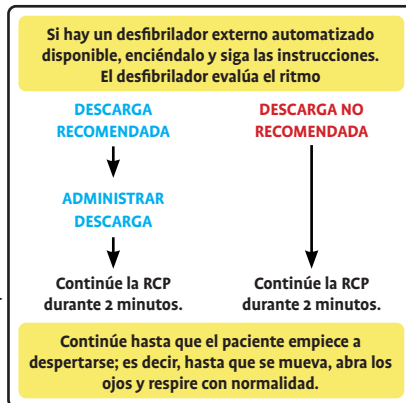 Si hay un desfibrilador externo automatizado
disponible, enciéndalo y siga las instrucciones.
El desfibrilador evalúa el ritmo
DESCARGA
RECOMENDADA
ADMINISTRAR
DESCARGA
Continúe la RCP
durante 2 minutos.
DESCARGA NO
RECOMENDADA
Continúe la RCP
durante 2 minutos.
Continúe hasta que el paciente empiece a
despertarse; es decir, hasta que se mueva, abra los
ojos y respire con normalidad.